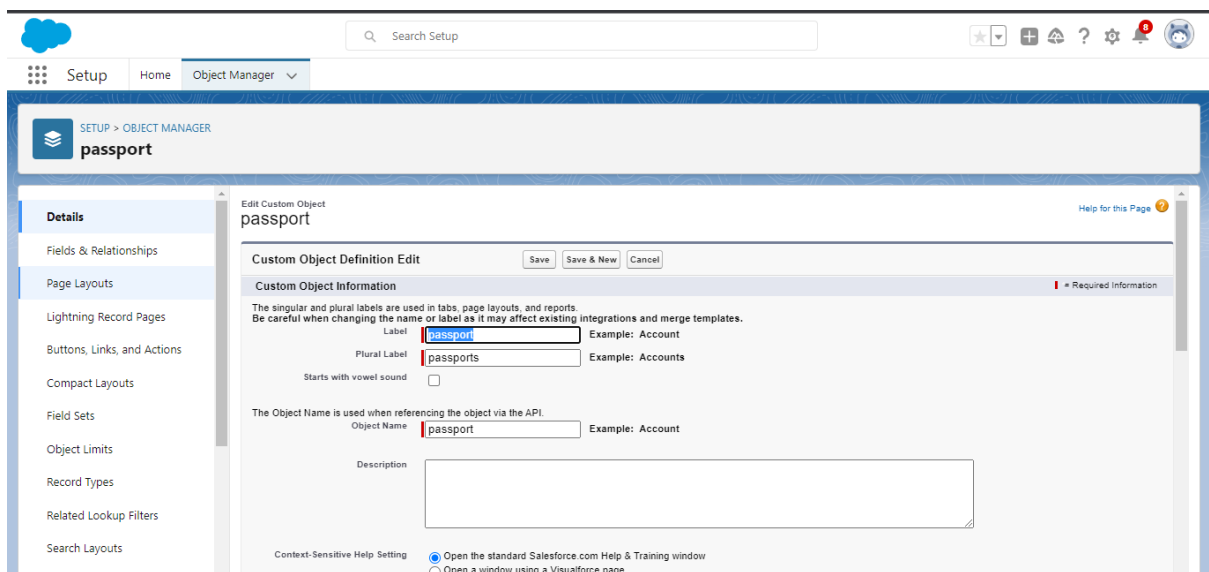 Search Setup
8
Setup
Home
Object Manager
SETUP > OBJECT MANAGER
passport
Details
Fields & Relationships
Page Layouts
Lightning Record Pages
Buttons, Links, and Actions
Compact Layouts
Field Sets
Object Limits
Record Types
Related Lookup Filters
Search Layouts
Edit Custom Object
passport
Help for this Page ?
Custom Object Definition Edit
Save
Save & New
Cancel
Custom Object Information
= Required Information
The singular and plural labels are used in tabs, page layouts, and reports.
Be careful when changing the name or label as it may affect existing integrations and merge templates.
Label passport Example: Account
Plural Label passports Example: Accounts
Starts with vowel sound
The Object Name is used when referencing the object via the API.
Object Name passport Example: Account
Description
Context-Sensitive Help Setting Open the standard Salesforce.com Help & Training window
Open a window using a Visualforce page